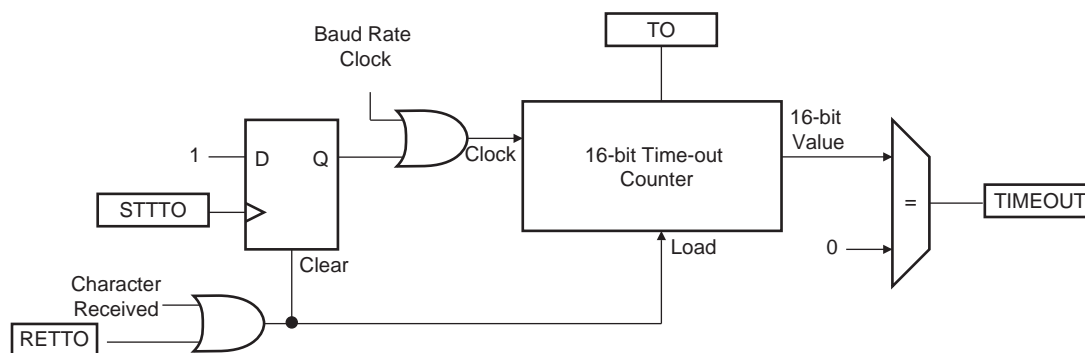 Baud Rate
Clock
TO
1
D
Q
Clock
16-bit Time-out
Counter
16-bit
Value
STTTO
=
TIMEOUT
Clear
Load
0
Character
Received
RETTO